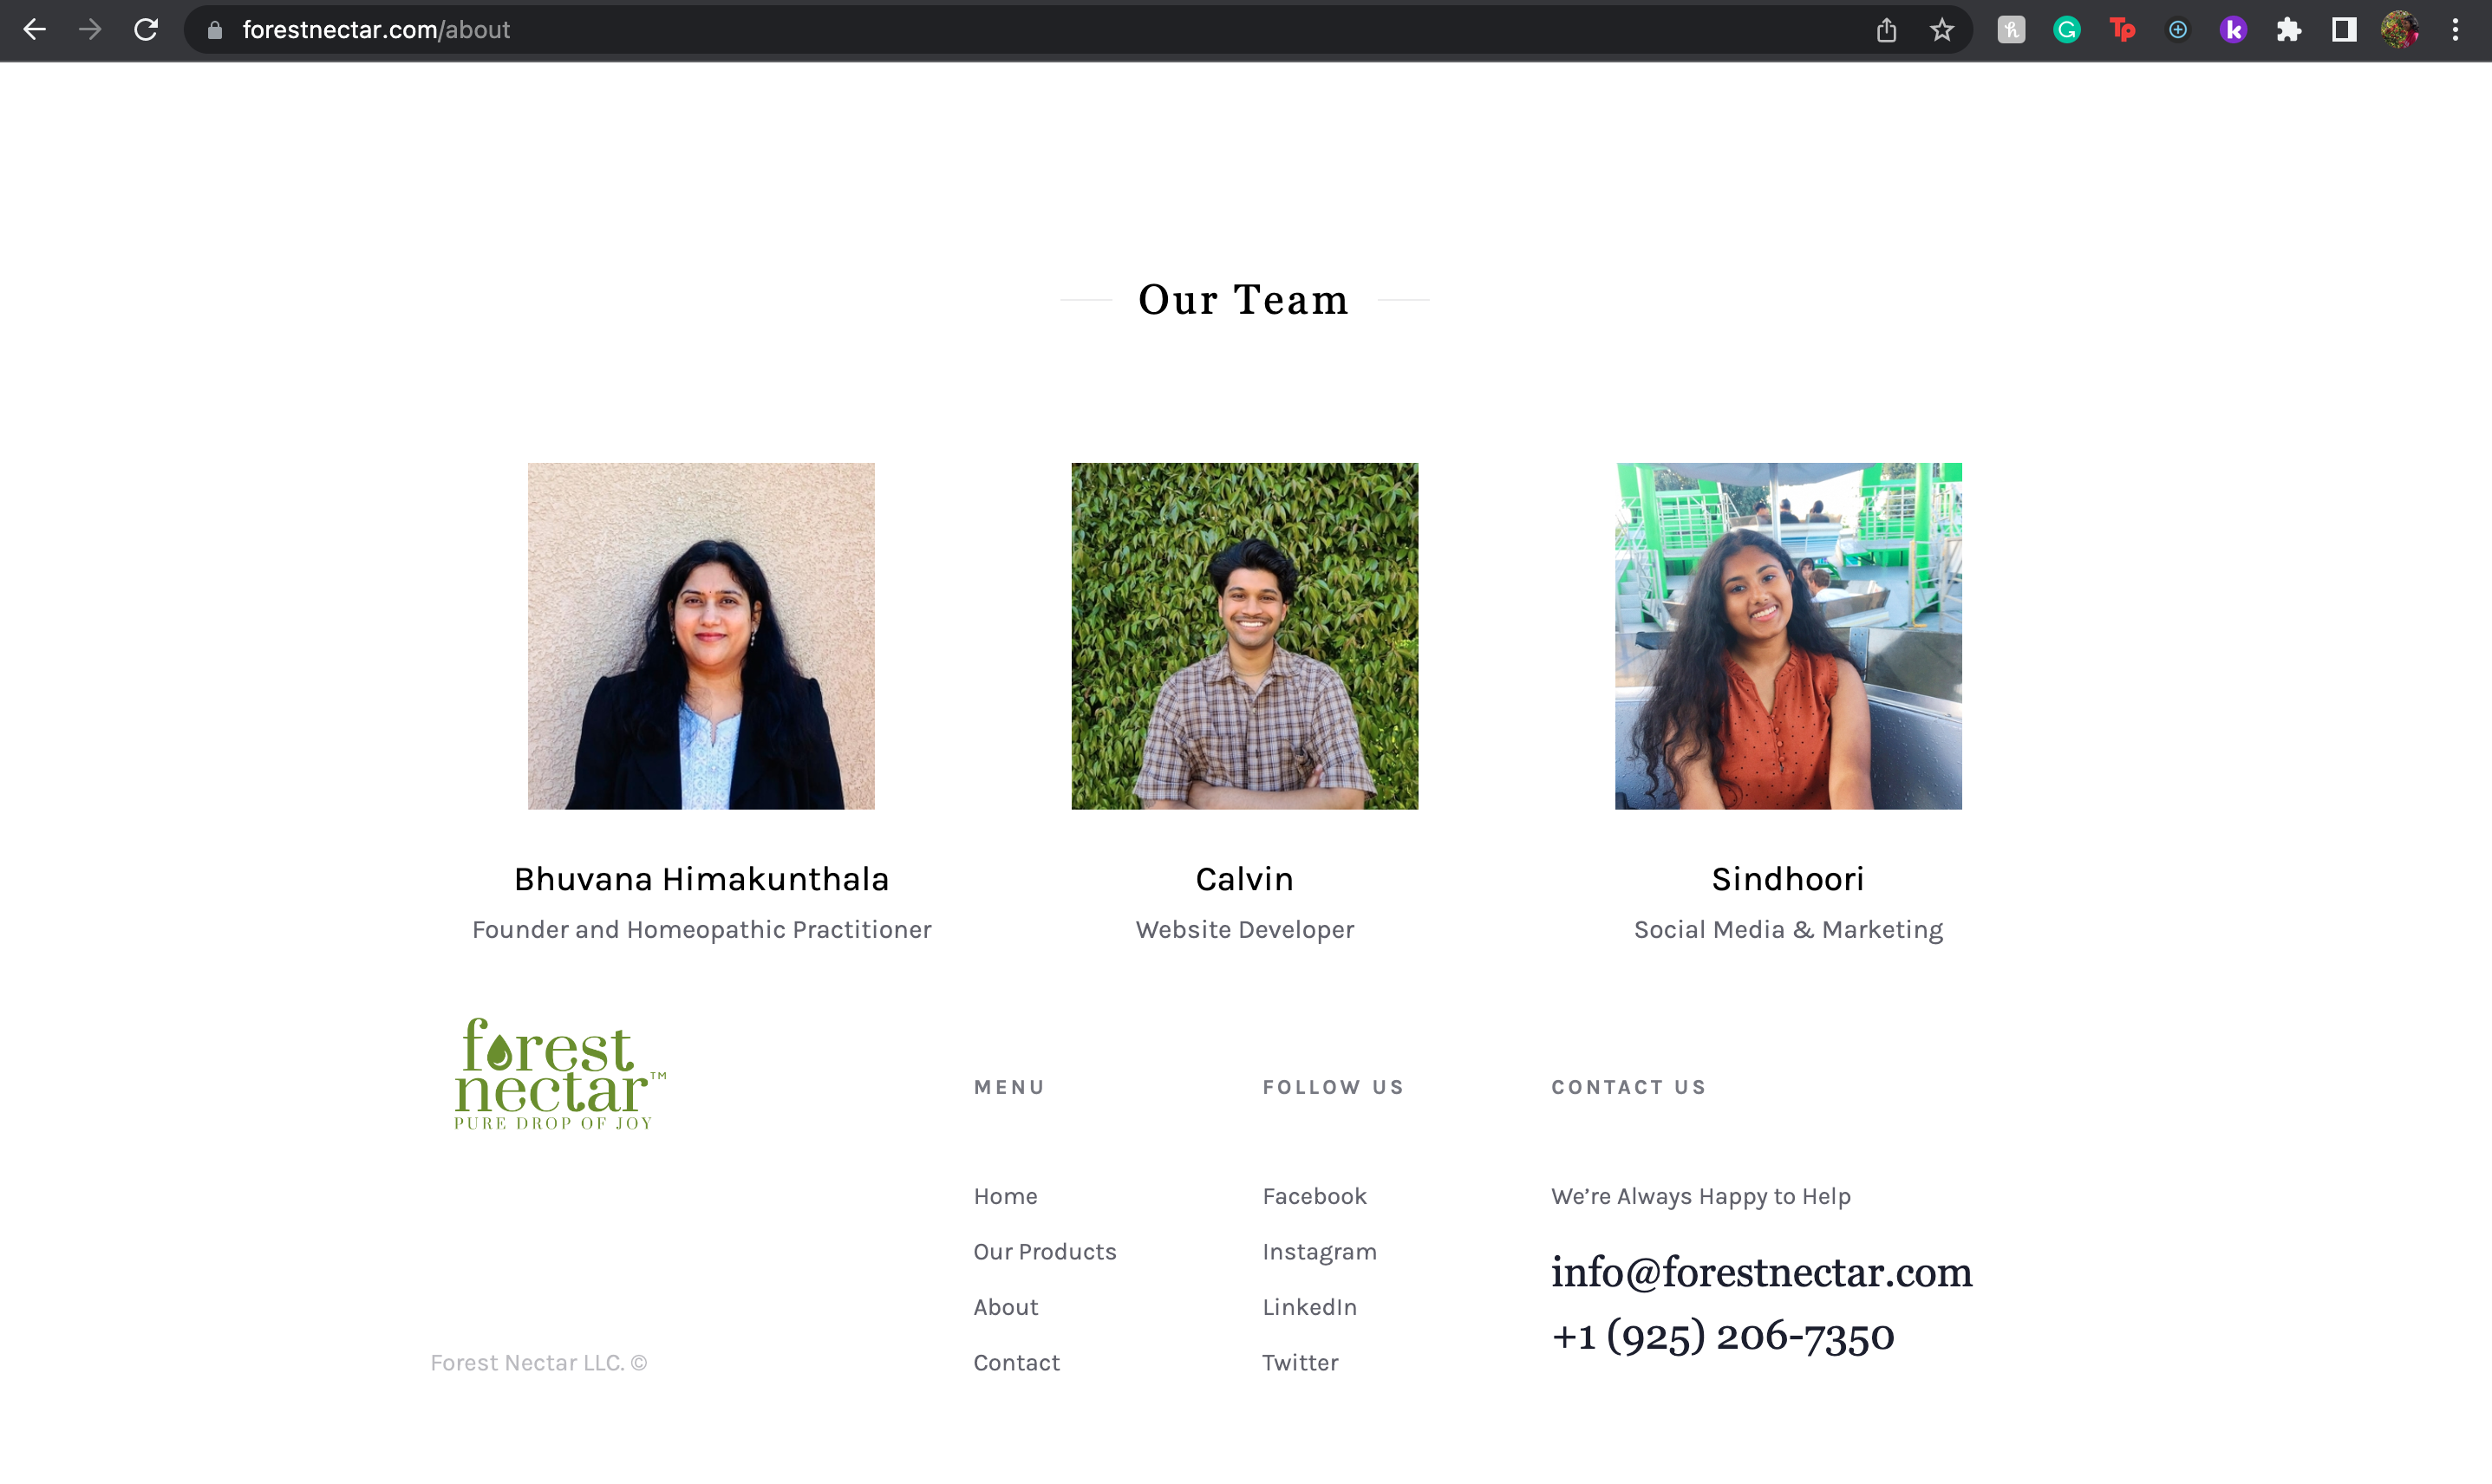 forestnectar.com/about
Our Team
Bhuvana Himakunthala
Founder and Homeopathic Practitioner
Calvin
Website Developer
Sindhoori
Social Media & Marketing
forest
nectar™
PURE DROP OF JOY
Forest Nectar LLC. ©
MENU
Home
Our Products
About
Contact
FOLLOW US
Facebook
Instagram
LinkedIn
Twitter
CONTACT US
We’re Always Happy to Help
info@forestnectar.com
+1 (925) 206-7350